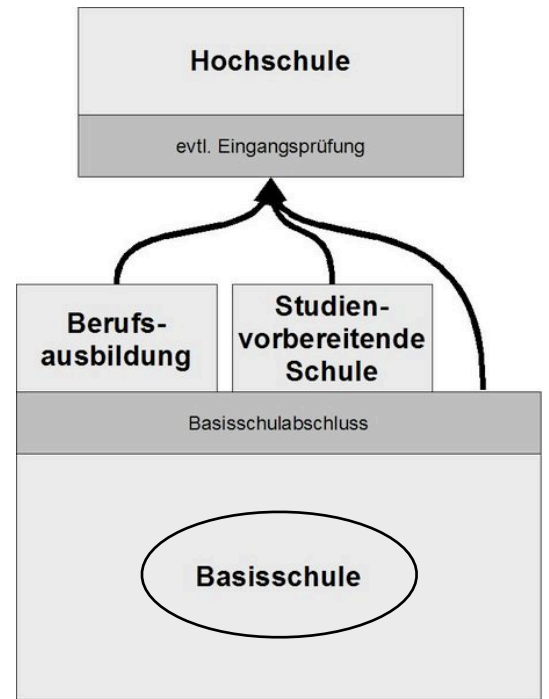 Hochschule
evtl. Eingangsprüfung
Berufs-
ausbildung
Studien-
vorbereitende
Schule
Basisschulabschluss
Basisschule